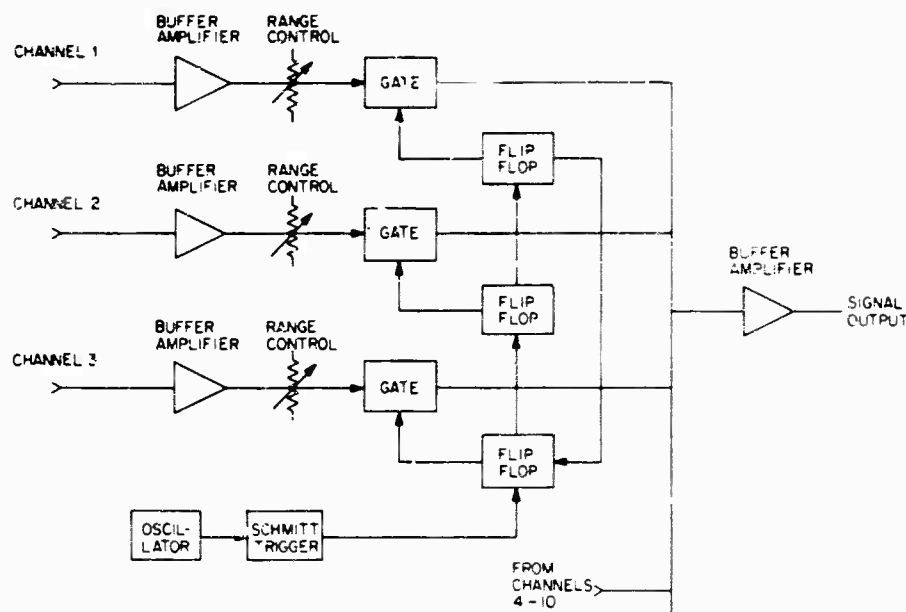 BUFFER
AMPLIFIER
RANGE
CONTROL
CHANNEL 1
GATE
FLIP
FLOP
BUFFER
AMPLIFIER
RANGE
CONTROL
CHANNEL 2
GATE
BUFFER
AMPLIFIER
FLIP
FLOP
SIGNAL
OUTPUT
BUFFER
AMPLIFIER
RANGE
CONTROL
CHANNEL 3
GATE
FLIP
FLOP
OSCIL-
LATOR
SCHMITT
TRIGGER
FROM
CHANNELS
4-10